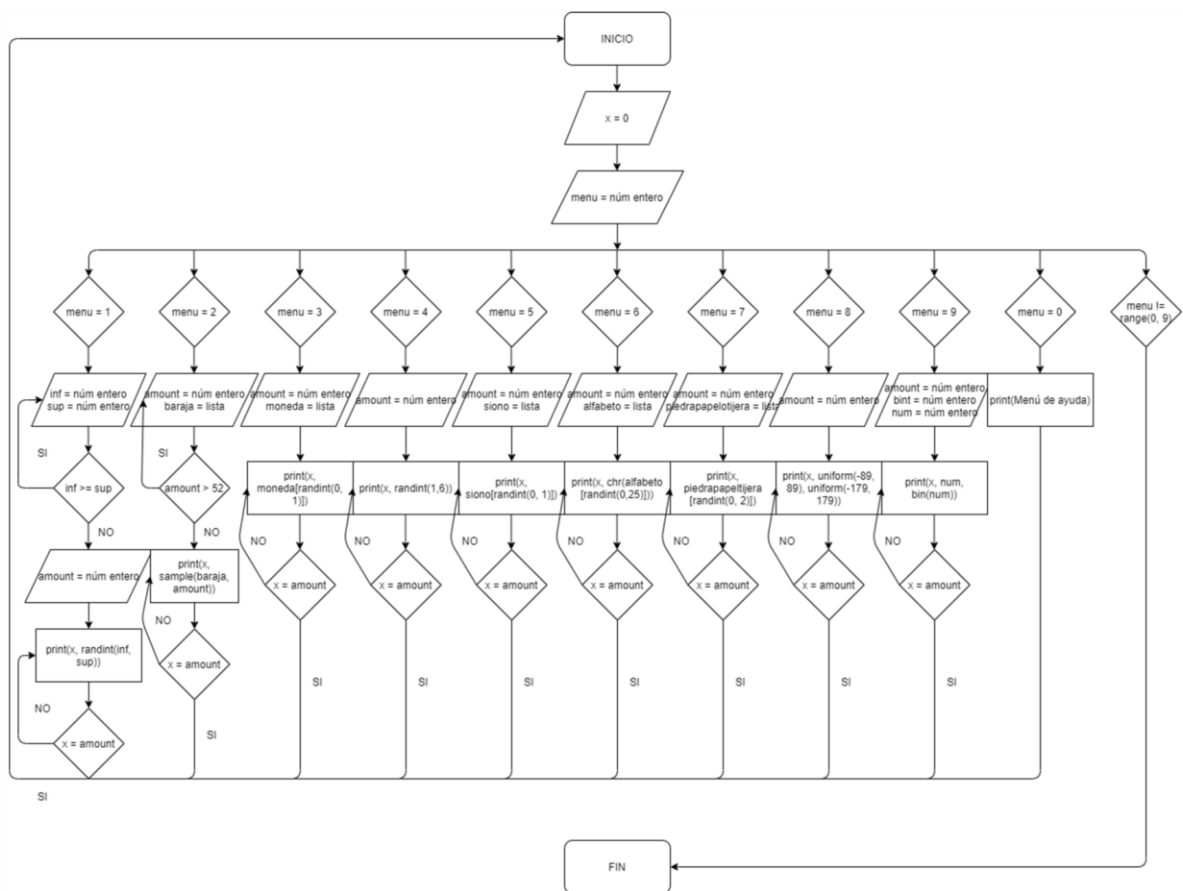 INICIO
x = 0
menu = núm entero
menu = 1
menu = 2
menu = 3
menu = 4
menu = 5
menu = 6
menu = 7
menu = 8
menu = 9
menu = 0
menu !=
range(0, 9)
inf = núm entero
sup = núm entero
amount = núm entero
baraja = lista
amount = núm entero
moneda = lista
amount = núm entero
amount = núm entero
siono = lista
amount = núm entero
alfabeto = lista
amount = núm entero
piedrapapelotijera = lista
amount = núm entero
amount = núm entero
bint = núm entero
num = núm entero
print(Menú de ayuda)
SI
SI
inf >= sup
amount > 52
print(x,
moneda[randint(0,
1)])
print(x, randint(1,6))
print(x,
siono[randint(0, 1)])
print(x, chr(alfabeto
[randint(0,25)]))
print(x,
piedrapapeltijera
[randint(0, 2)])
print(x, uniform(-89,
89), uniform(-179,
179))
print(x, num,
bin(num))
NO
NO
NO
NO
NO
NO
NO
NO
NO
amount = núm entero
print(x,
sample(baraja,
amount))
x = amount
x = amount
x = amount
x = amount
x = amount
x = amount
x = amount
NO
print(x, randint(inf,
sup))
x = amount
SI
SI
SI
SI
SI
SI
SI
NO
x = amount
SI
SI
FIN